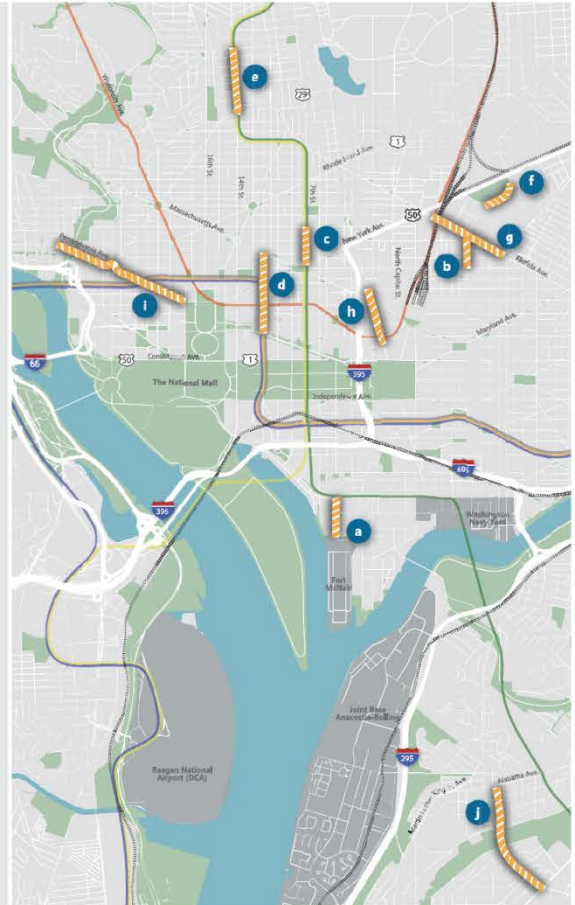 e
29
Wisconsin Ave.
16th St.
14th St.
7th St.
1
Rhode Island Ave.
Massachusetts Ave.
f
50
New York Ave.
c
g
North Capitol St.
b
Florida Ave.
Pennsylvania Ave.
d
h
i
Maryland Ave.
50
Constitution Ave.
1
66
The National Mall
395
Independence Ave.
695
395
Washington
Navy Yard
a
Fort
McNair
Joint Base
Anacostia-Bolling
Reagan National
Airport (DCA)
295
Alabama Ave.
j